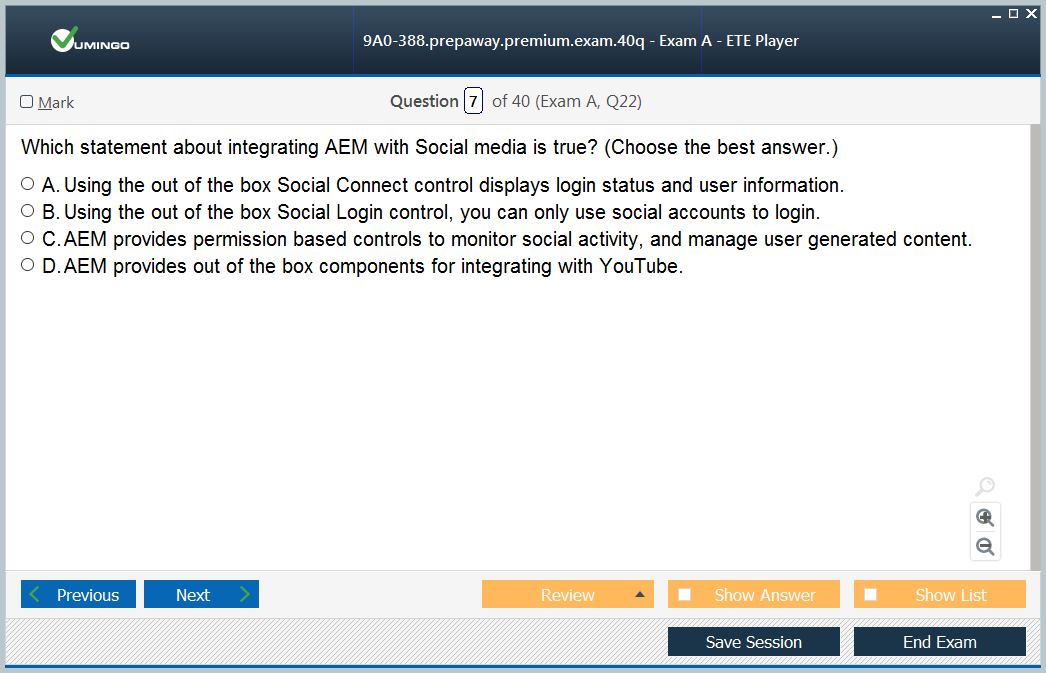 VUMINGO
9A0-388.prepaway.premium.exam.40q - Exam A - ETE Player
Mark
Question 7 of 40 (Exam A, Q22)
Which statement about integrating AEM with Social media is true? (Choose the best answer.)
A. Using the out of the box Social Connect control displays login status and user information.
B. Using the out of the box Social Login control, you can only use social accounts to login.
C. AEM provides permission based controls to monitor social activity, and manage user generated content.
D. AEM provides out of the box components for integrating with YouTube.
Previous Next Review Show Answer Show List
Save Session End Exam